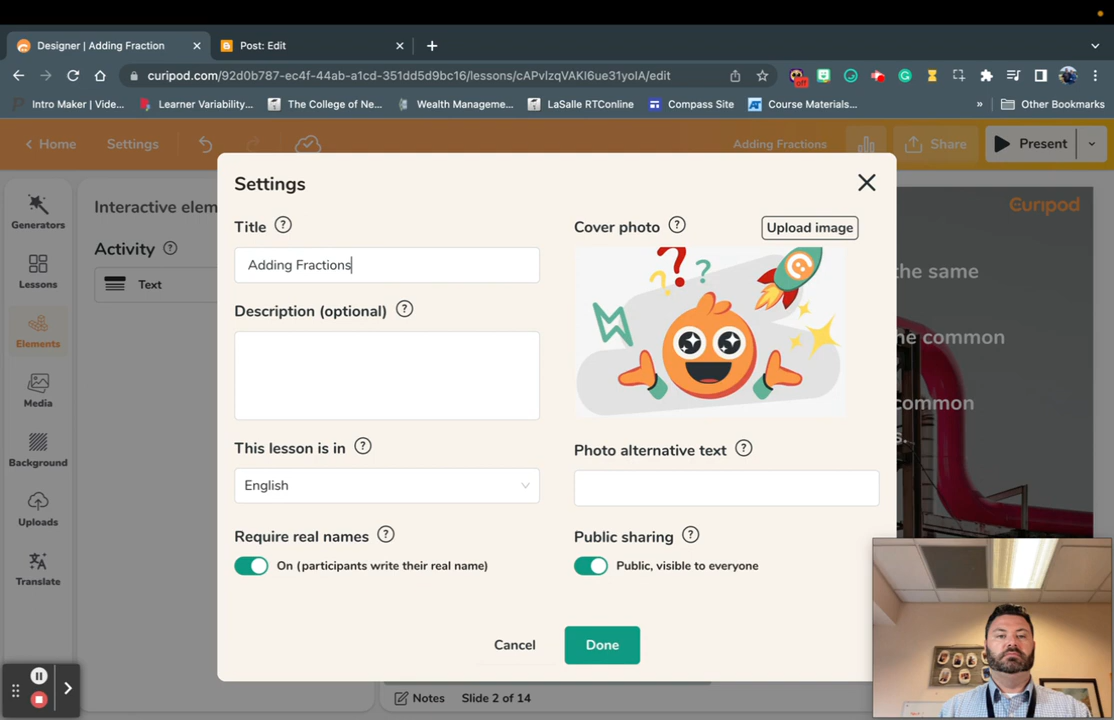 Designer | Adding Fraction
Post: Edit
curipod.com/92d0b787-ec4f-44ab-a1cd-351dd5d9bc16/lessons/cAPvIzqVAKI6ue31yolA/edit
Intro Maker | Vide...
Learner Variability...
The College of Ne...
Wealth Manageme...
LaSalle RTConline
Compass Site
Course Materials...
»
Other Bookmarks
Home
Settings
Adding Fractions
Share
Present
Generators
Lessons
Elements
Media
Background
Uploads
Translate
Interactive elem
Activity ?
Text
Settings
Title ?
Adding Fractions
Description (optional) ?
This lesson is in ?
English
Require real names ?
On (participants write their real name)
Cover photo ?
Upload image
Photo alternative text ?
Public sharing ?
Public, visible to everyone
Cancel
Done
curipod
the same
he common
common
s.
Notes
Slide 2 of 14